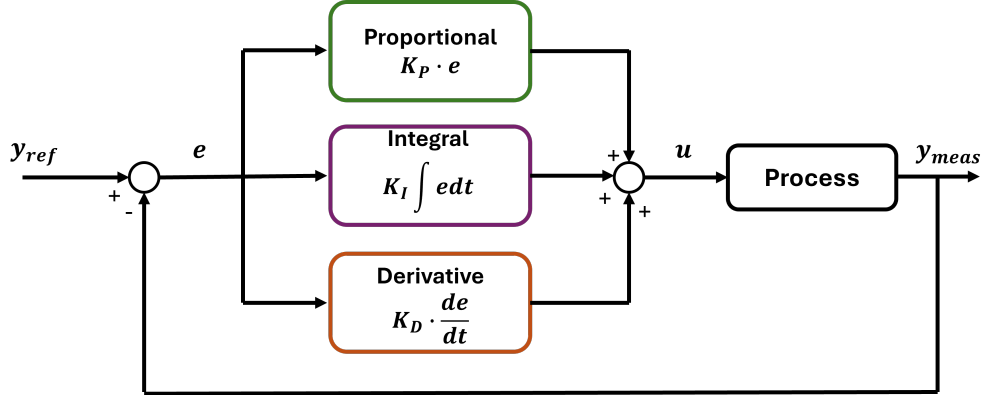 Proportional
K_P · e
y_ref
e
+
-
Integral
K_I ∫ edt
+
+
+
u
Process
y_meas
Derivative
K_D · de/dt